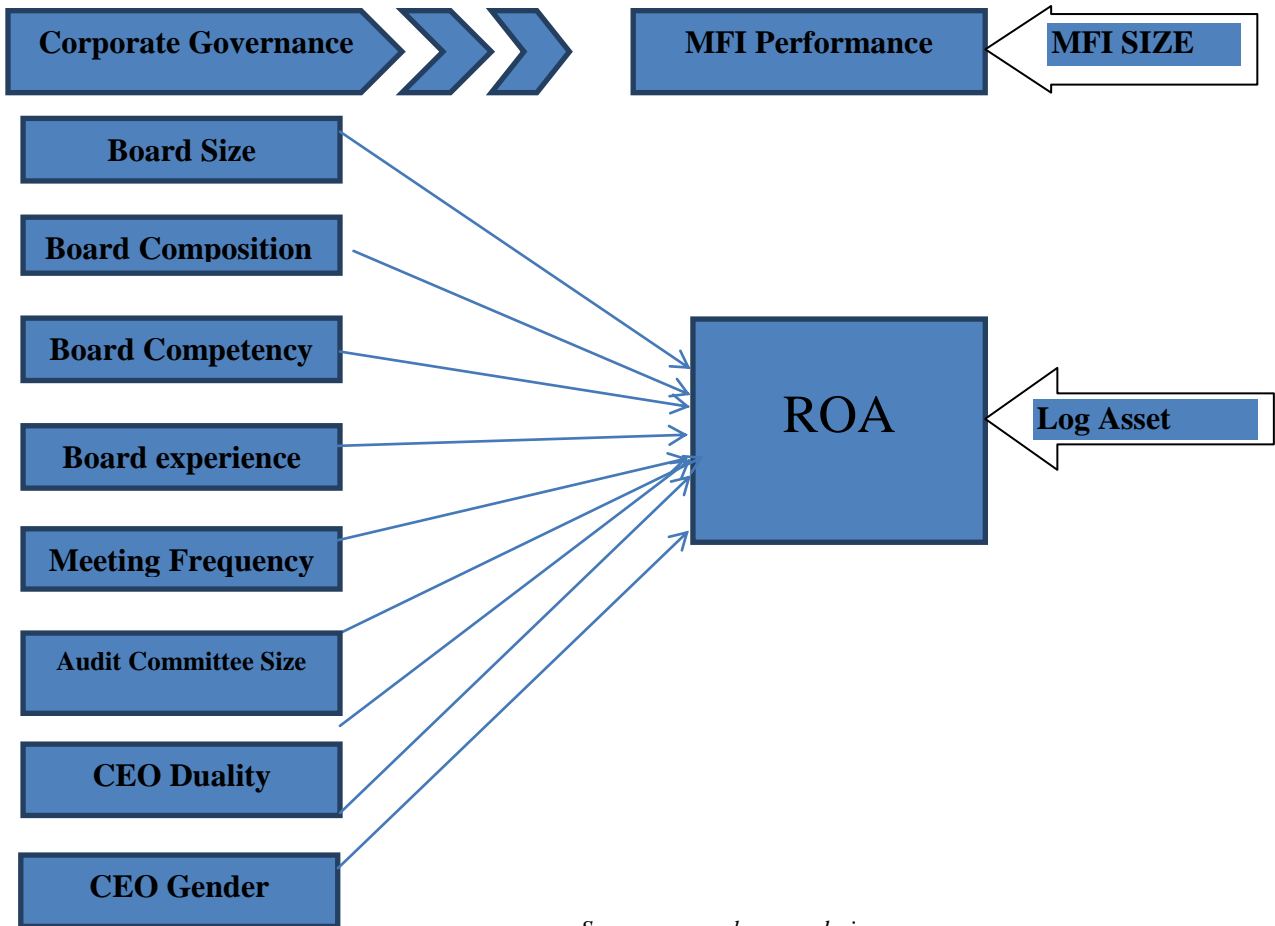 Corporate Governance
MFI Performance
MFI SIZE
Board Size
Board Composition
Board Competency
Board experience
Meeting Frequency
Audit Committee Size
CEO Duality
CEO Gender
ROA
Log Asset